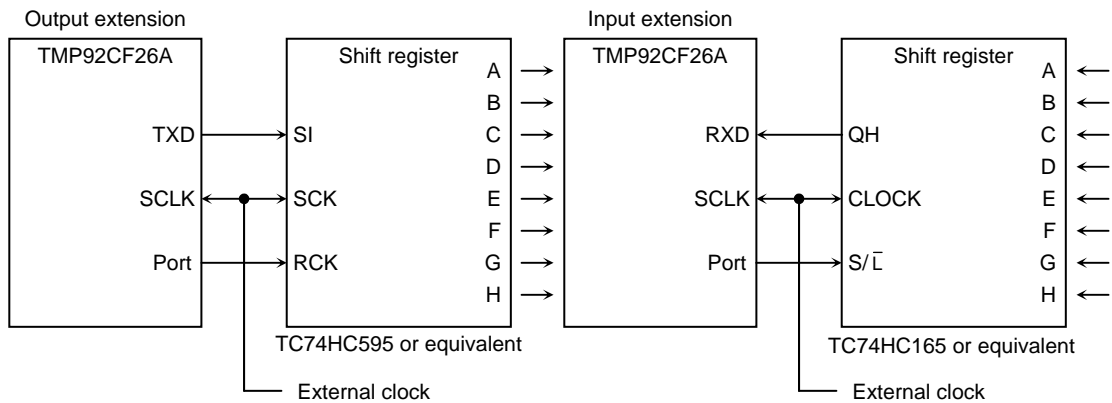 Output extension
TMP92CF26A
TXD
SCLK
Port
Shift register
SI
SCK
RCK
A
B
C
D
E
F
G
H
TC74HC595 or equivalent
External clock
Input extension
TMP92CF26A
RXD
SCLK
Port
Shift register
QH
CLOCK
S/L̅
A
B
C
D
E
F
G
H
TC74HC165 or equivalent
External clock